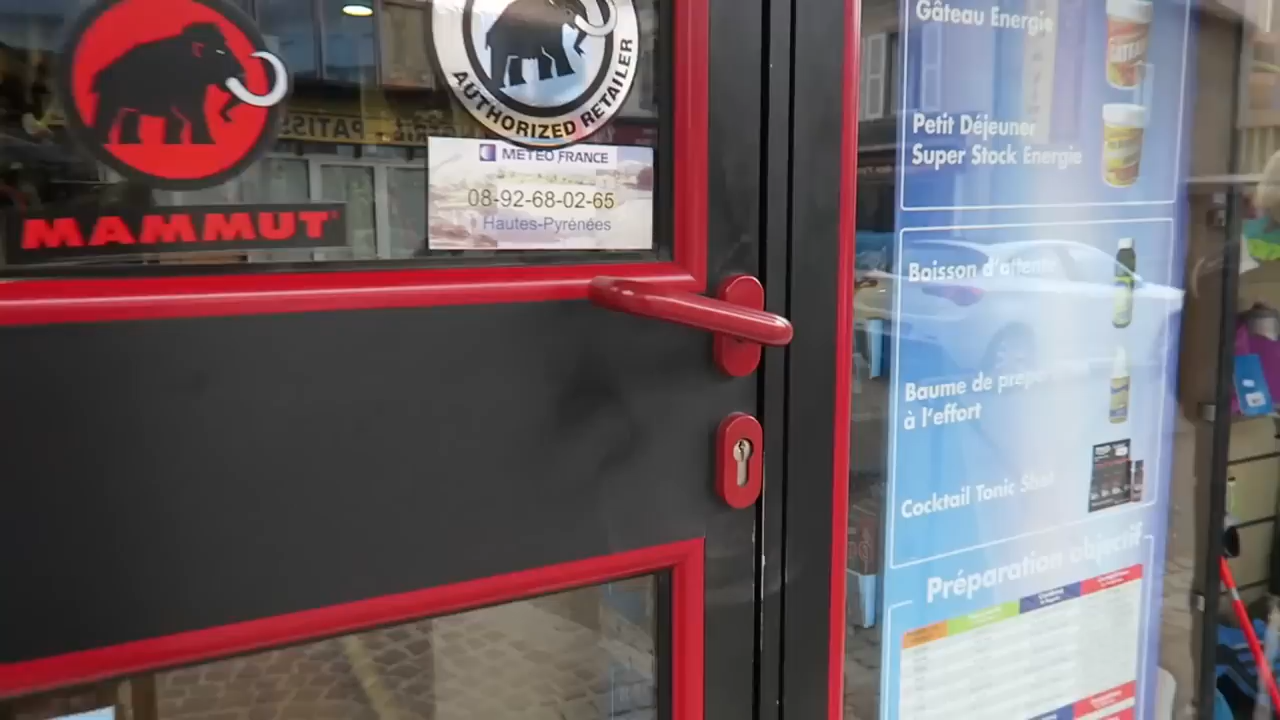 MAMMUT
AUTHORIZED RETAILER
METEO FRANCE
08-92-68-02-65
Hautes-Pyrénées
Gâteau Energie
Petit Déjeuner
Super Stock Energie
Boisson d'attente
Baume de
à l'effort
Cocktail Tonic
Préparation objectif
PATIS